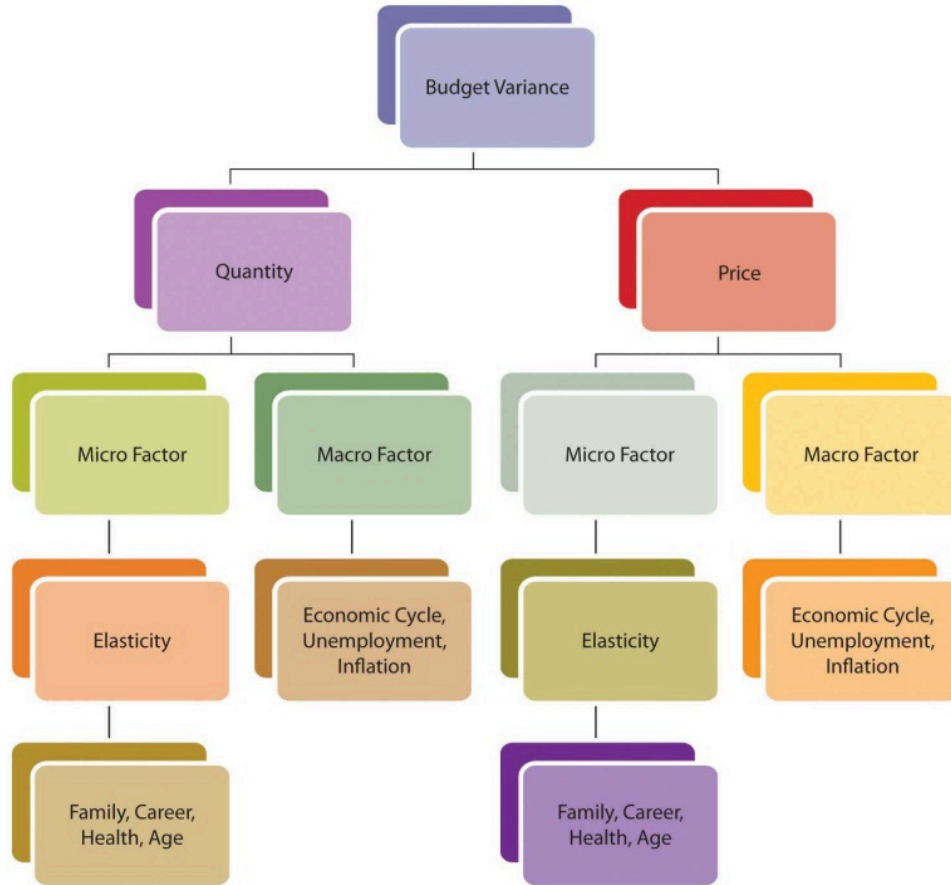 Budget Variance
Quantity
Price
Micro Factor
Macro Factor
Micro Factor
Macro Factor
Elasticity
Economic Cycle,
Unemployment,
Inflation
Elasticity
Economic Cycle,
Unemployment,
Inflation
Family, Career,
Health, Age
Family, Career,
Health, Age